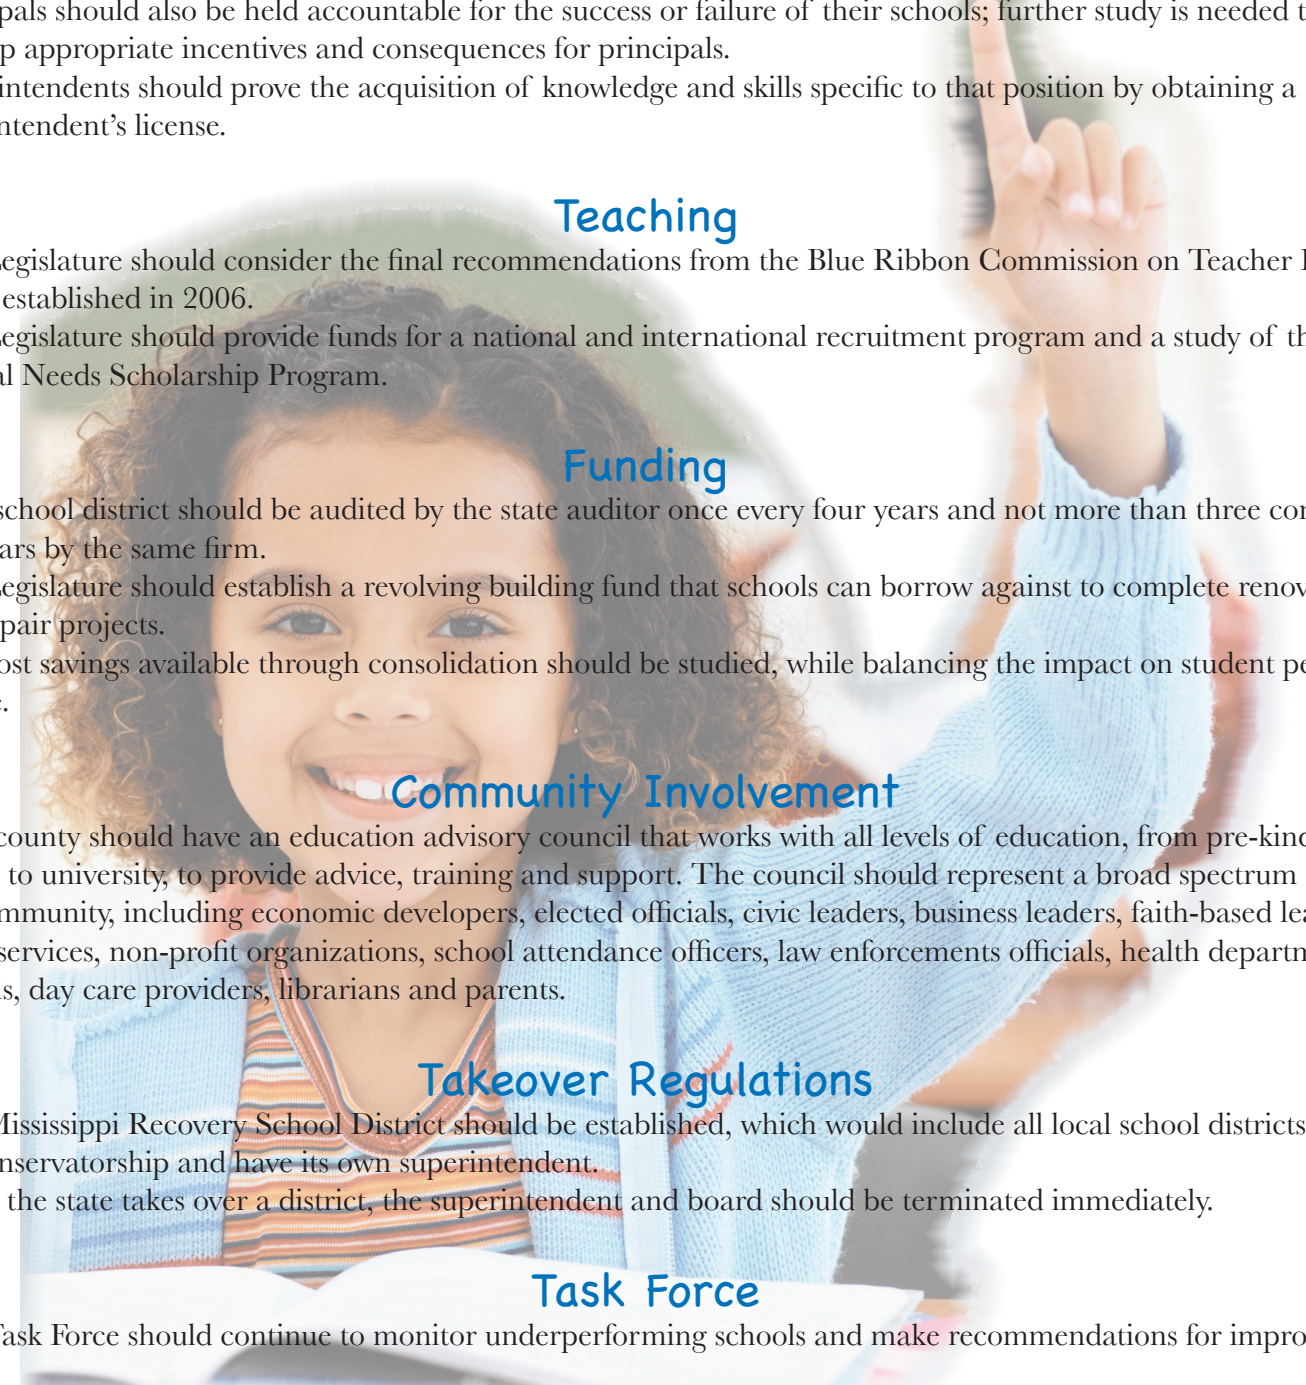 pals should also be held accountable for the success or failure of their schools; further study is needed t
p appropriate incentives and consequences for principals.
intendents should prove the acquisition of knowledge and skills specific to that position by obtaining a
ntendent's license.
Teaching
egislature should consider the final recommendations from the Blue Ribbon Commission on Teacher
established in 2006.
egislature should provide funds for a national and international recruitment program and a study of th
al Needs Scholarship Program.
Funding
school district should be audited by the state auditor once every four years and not more than three con
ars by the same firm.
egislature should establish a revolving building fund that schools can borrow against to complete renov
pair projects.
ost savings available through consolidation should be studied, while balancing the impact on student pe
e.
Community Involvement
county should have an education advisory council that works with all levels of education, from pre-kind
to university, to provide advice, training and support. The council should represent a broad spectrum
mmunity, including economic developers, elected officials, civic leaders, business leaders, faith-based lea
services, non-profit organizations, school attendance officers, law enforcements officials, health departm
ls, day care providers, librarians and parents.
Takeover Regulations
Mississippi Recovery School District should be established, which would include all local school districts
nservatorship and have its own superintendent.
the state takes over a district, the superintendent and board should be terminated immediately.
Task Force
Task Force should continue to monitor underperforming schools and make recommendations for impro